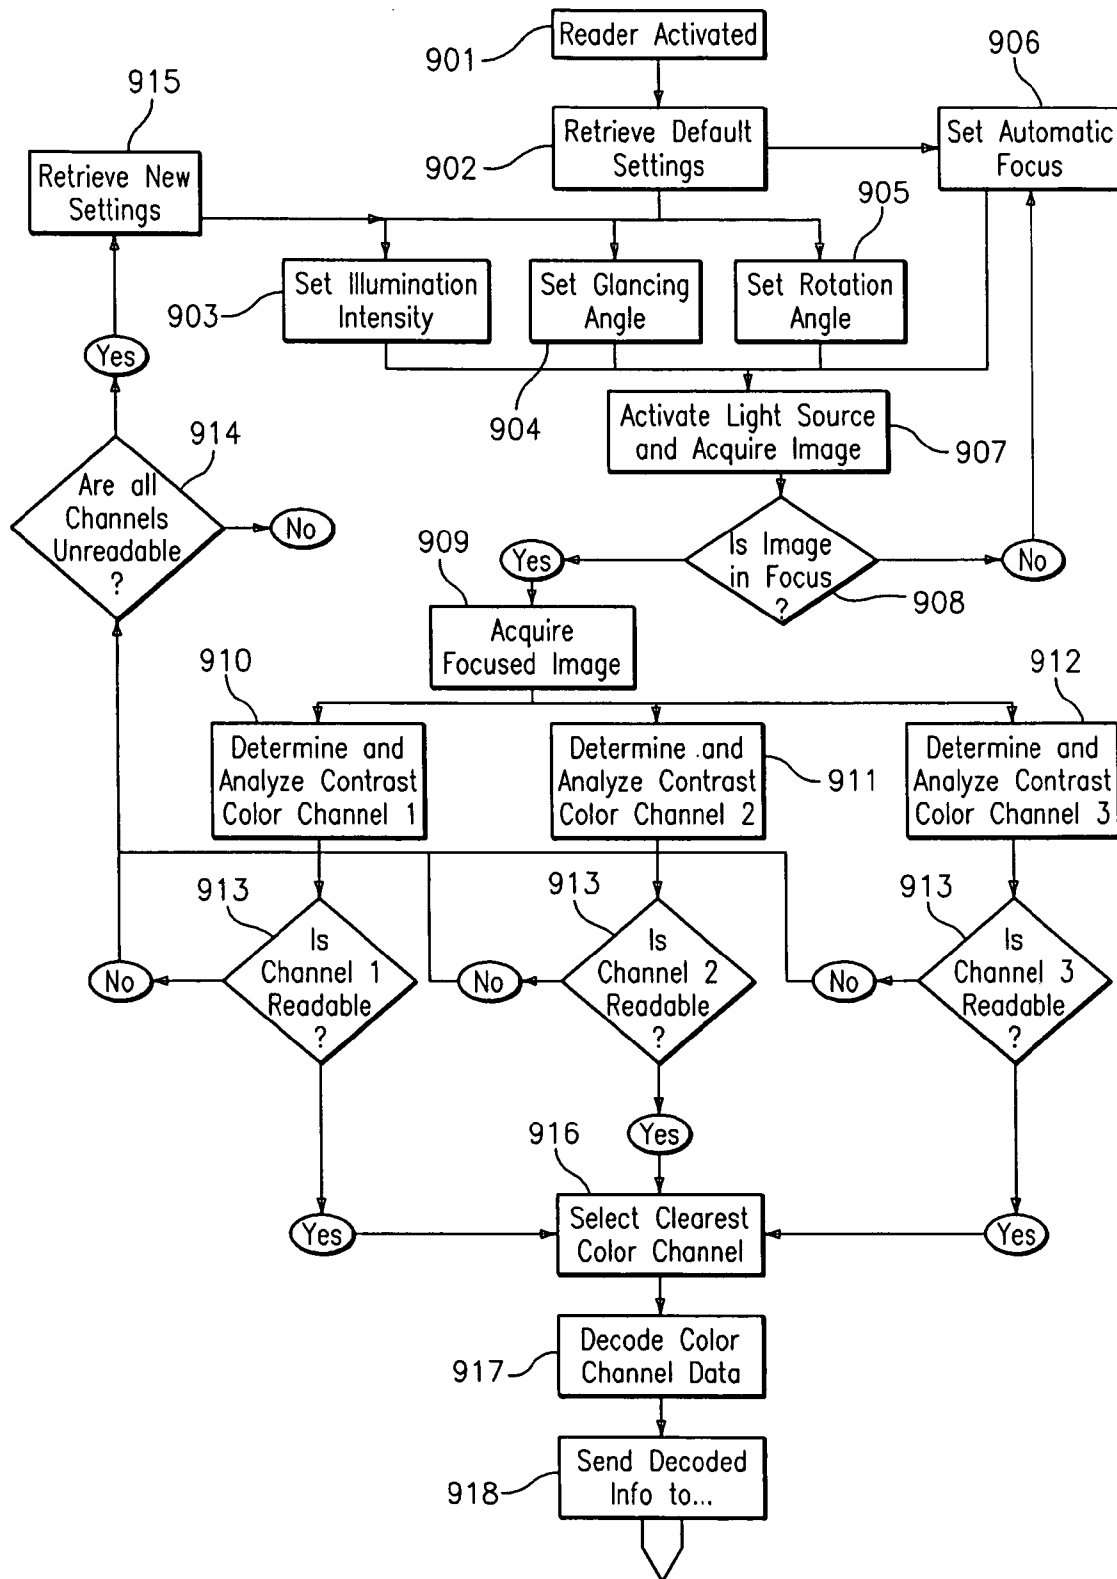 Reader Activated
901
906
915
Retrieve Default
Settings
902
Set Automatic
Focus
Retrieve New
Settings
905
Set Illumination
Intensity
903
Set Glancing
Angle
904
Set Rotation
Angle
Yes
Activate Light Source
and Acquire Image
907
914
Are all
Channels
Unreadable
?
No
909
Yes
Is Image
in Focus
?
908
No
Acquire
Focused Image
910
912
Determine and
Analyze Contrast
Color Channel 1
Determine and
Analyze Contrast
Color Channel 2
911
Determine and
Analyze Contrast
Color Channel 3
913
913
913
No
Is
Channel 1
Readable
?
No
Is
Channel 2
Readable
?
No
Is
Channel 3
Readable
?
916
Yes
Yes
Select Clearest
Color Channel
Yes
Decode Color
Channel Data
917
Send Decoded
Info to...
918